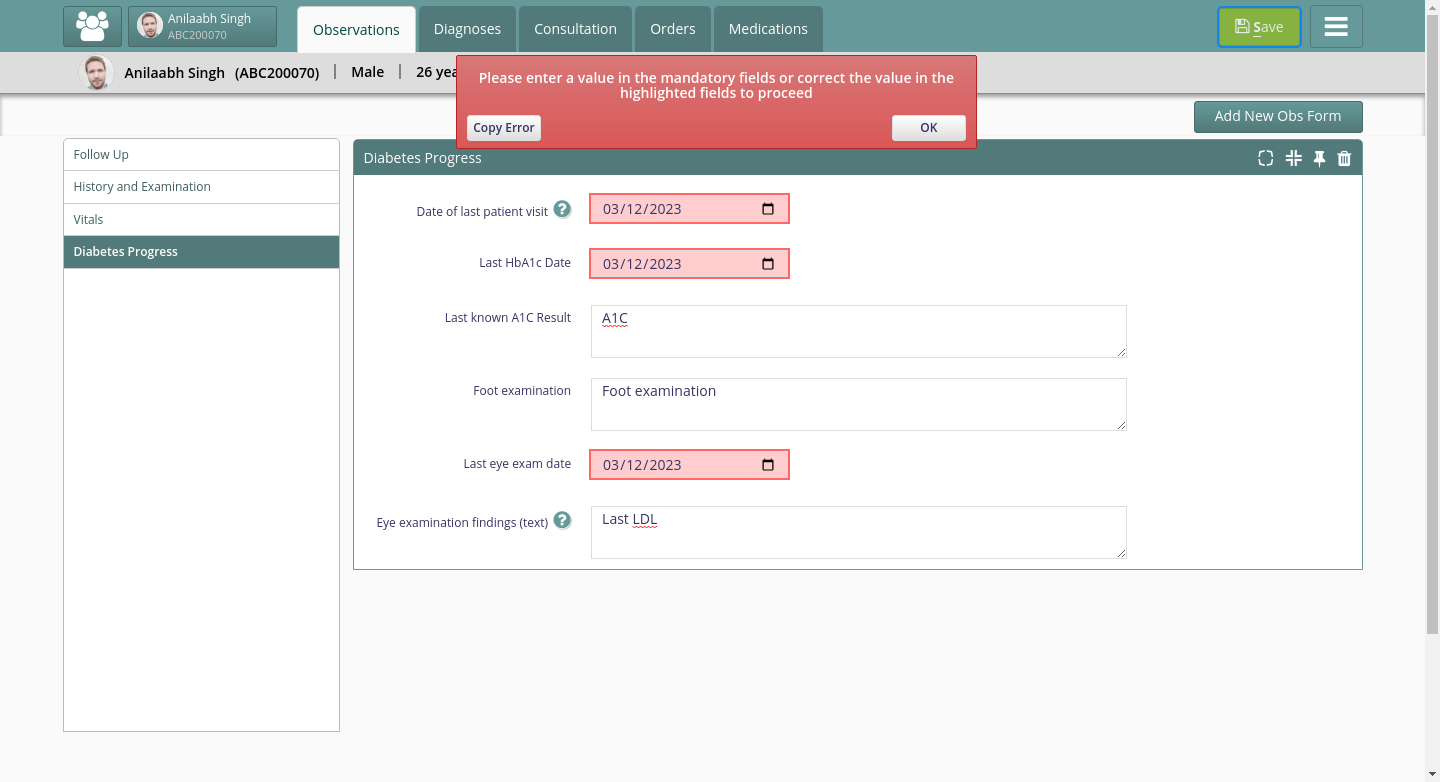 Anilaabh Singh
ABC200070
Observations
Diagnoses
Consultation
Orders
Medications
Save
Anilaabh Singh (ABC200070) | Male | 26 yea
Please enter a value in the mandatory fields or correct the value in the
highlighted fields to proceed
Copy Error
OK
Add New Obs Form
Follow Up
History and Examination
Vitals
Diabetes Progress
Diabetes Progress
Date of last patient visit ?
03/12/2023
Last HbA1c Date
03/12/2023
Last known A1C Result
A1C
Foot examination
Foot examination
Last eye exam date
03/12/2023
Eye examination findings (text) ?
Last LDL